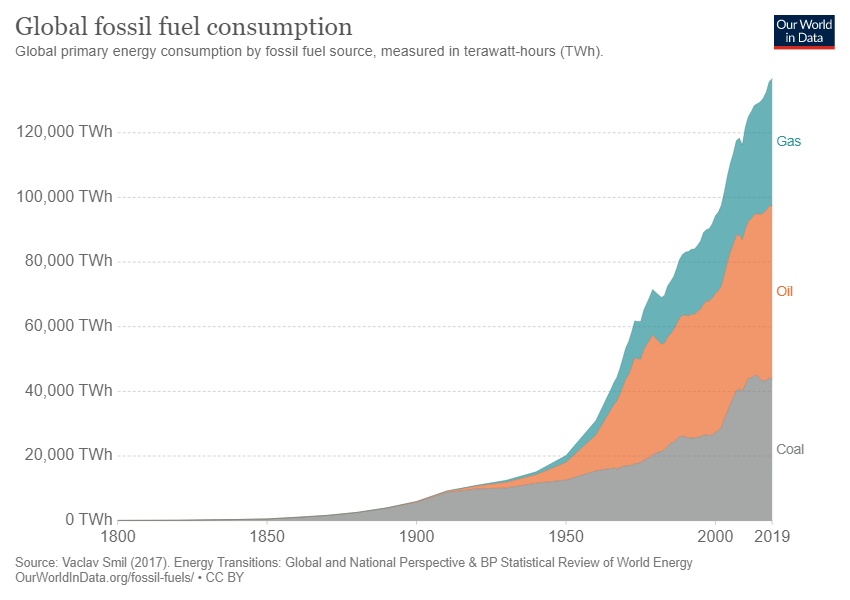 Global fossil fuel consumption
Global primary energy consumption by fossil fuel source, measured in terawatt-hours (TWh).
Our World
in Data
120,000 TWh
100,000 TWh
80,000 TWh
60,000 TWh
40,000 TWh
20,000 TWh
0 TWh
Gas
Oil
Coal
1800
1850
1900
1950
2000
2019
Source: Vaclav Smil (2017). Energy Transitions: Global and National Perspective & BP Statistical Review of World Energy
OurWorldInData.org/fossil-fuels/ • CC BY